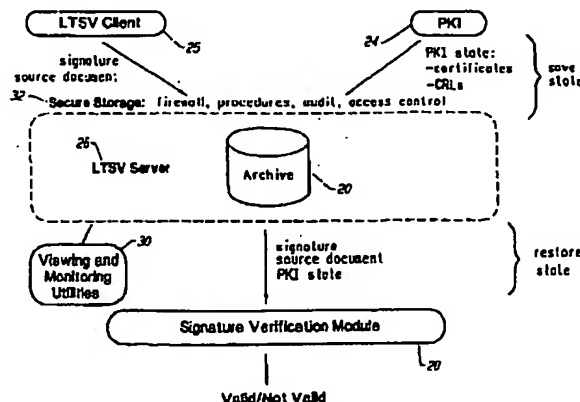 LTSV Client
25
PKI
24
signature
source document;
PKI state:
-certificates
-CRLs
save
state
32
Secure Storage: firewall, procedures, audit, access control
26
LTSV Server
Archive
20
30
Viewing and
Monitoring
Utilities
signature
source document
PKI state
restore
state
Signature Verification Module
28
Valid/Not Valid